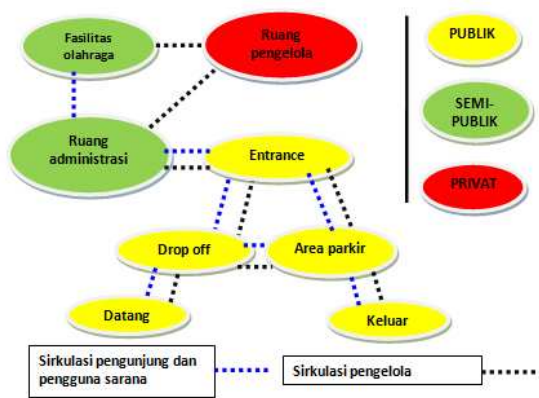 Fasilitas
olahraga
Ruang
pengelola
PUBLIK
SEMI-
PUBLIK
Ruang
administrasi
Entrance
PRIVAT
Drop off
Area parkir
Datang
Keluar
Sirkulasi pengunjung dan
pengguna sarana
Sirkulasi pengelola